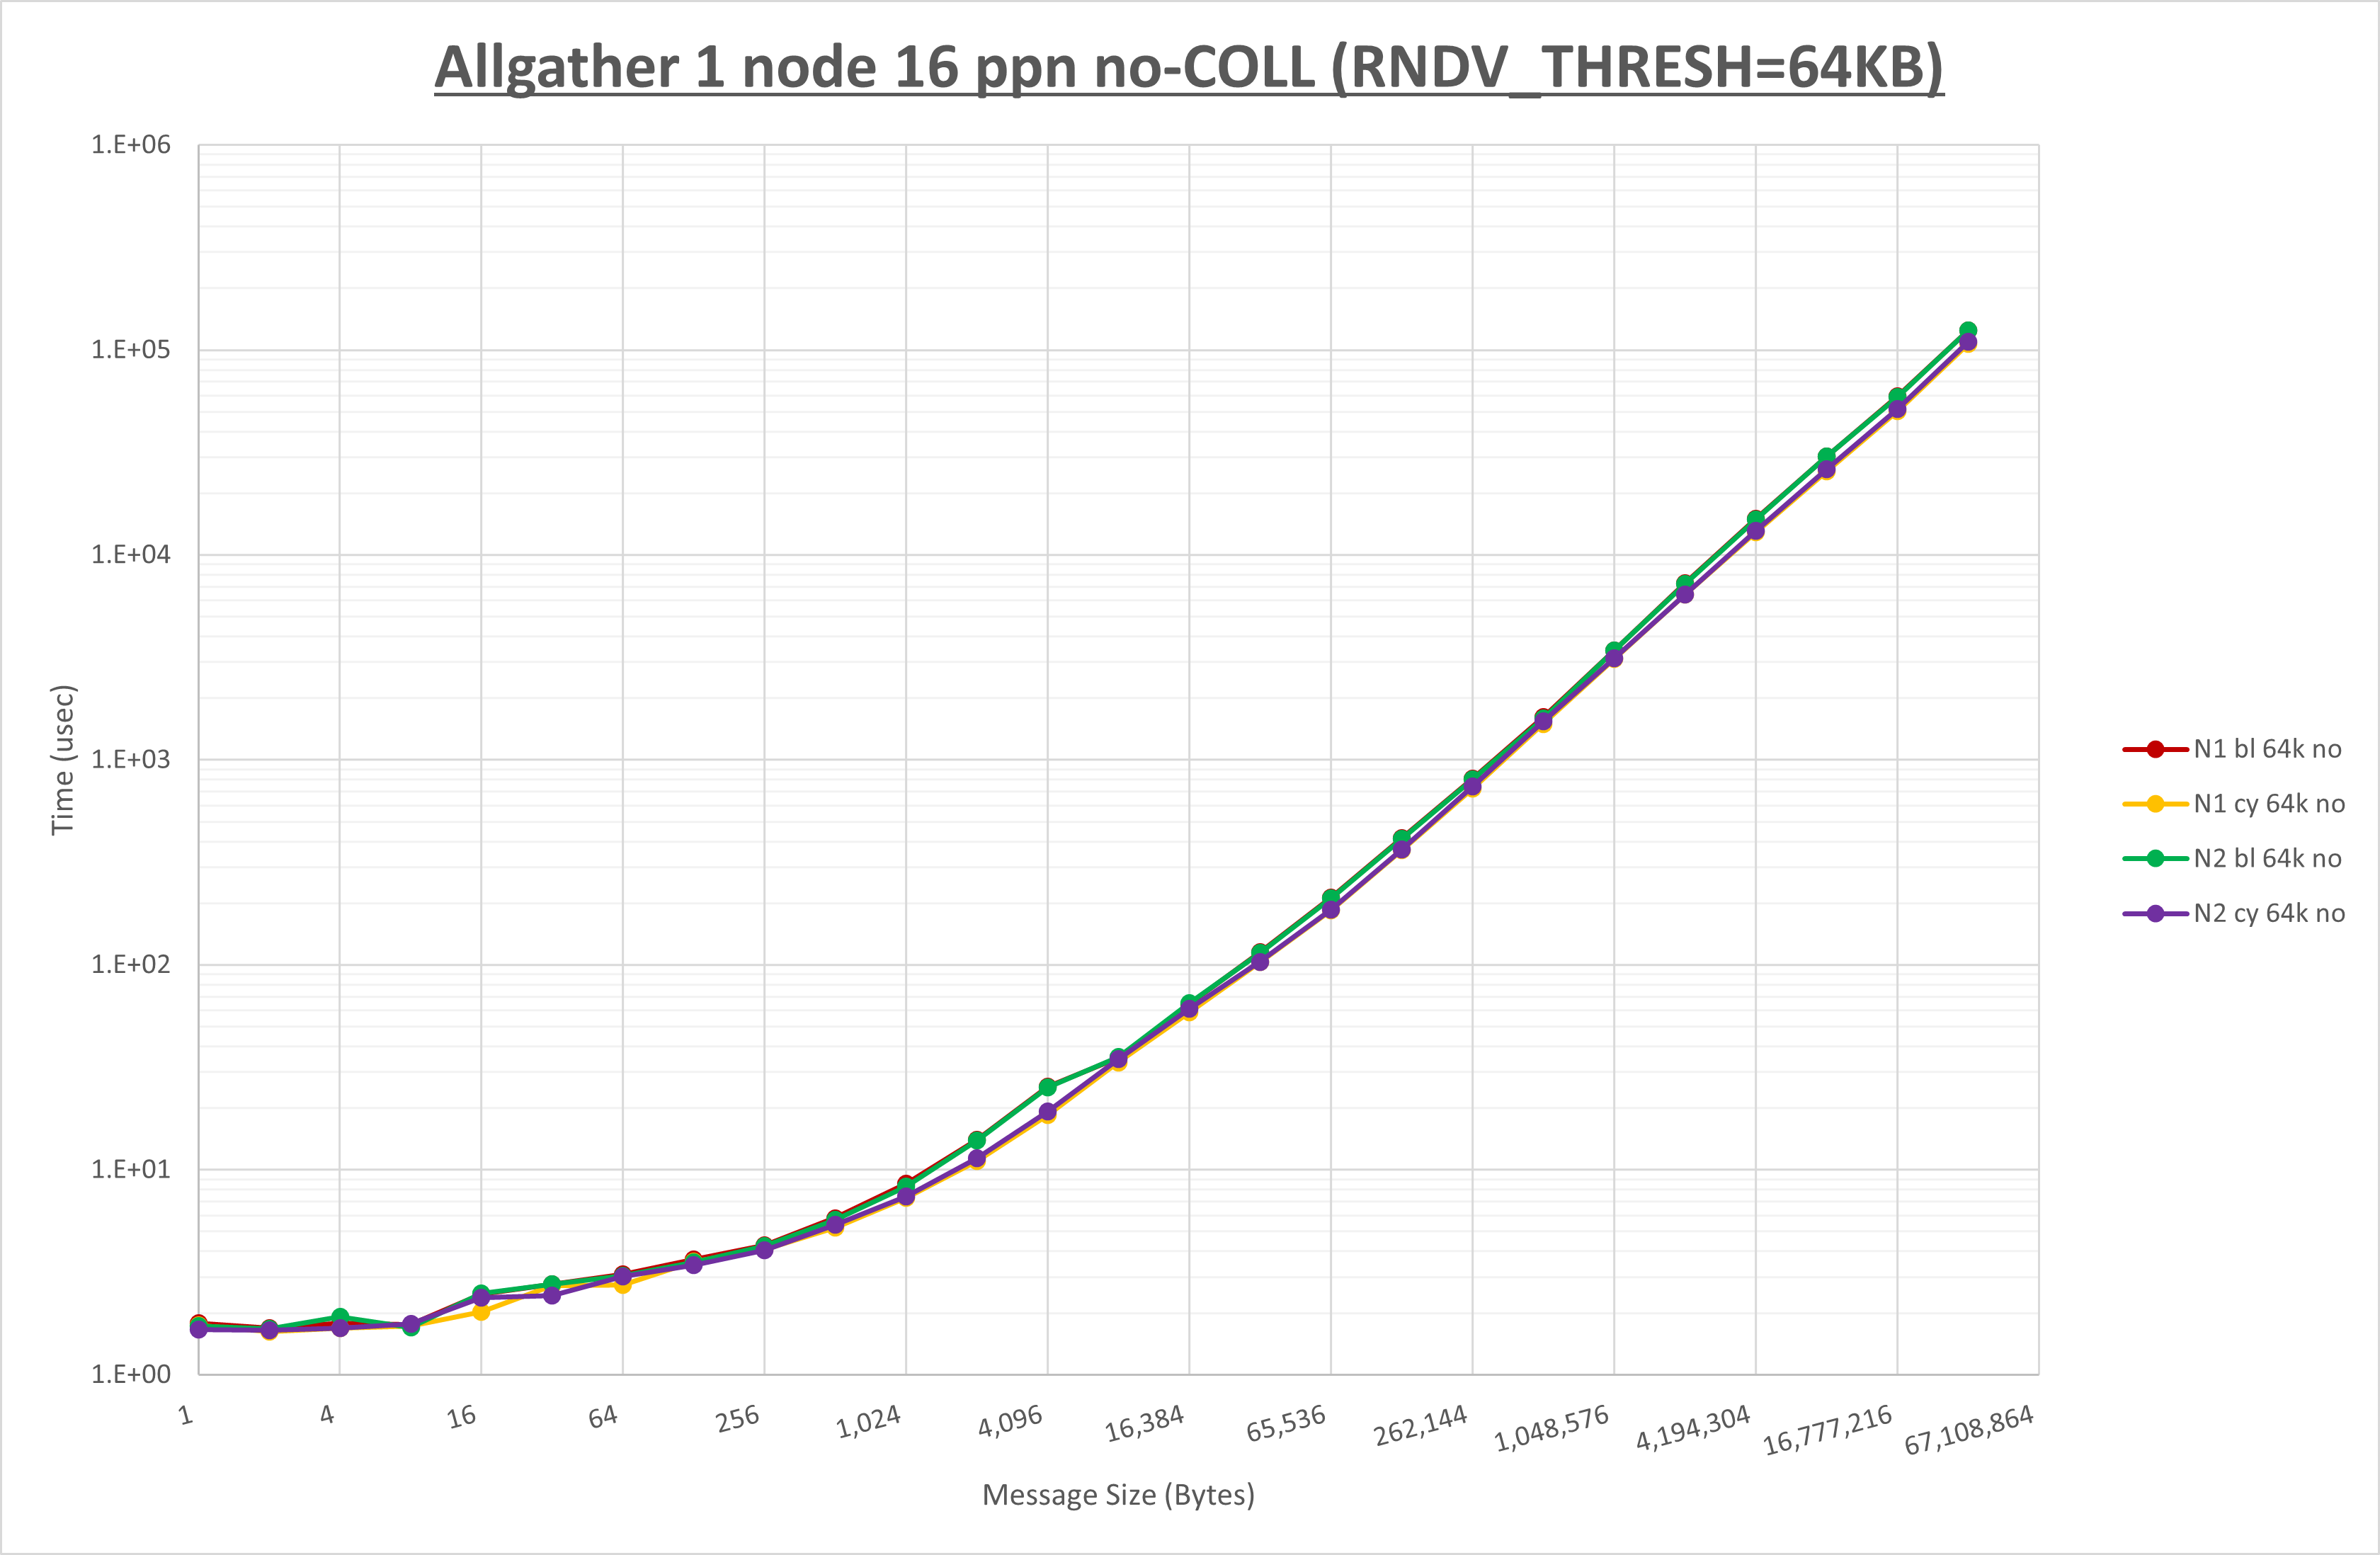 Allgather 1 node 16 ppn no-COLL (RNDV_THRESH=64KB)
1.E+06
1.E+05
1.E+04
1.E+03
1.E+02
1.E+01
1.E+00
Time (usec)
1
4
16
64
256
1,024
4,096
16,384
65,536
262,144
1,048,576
4,194,304
16,777,216
67,108,864
Message Size (Bytes)
N1 bl 64k no
N1 cy 64k no
N2 bl 64k no
N2 cy 64k no